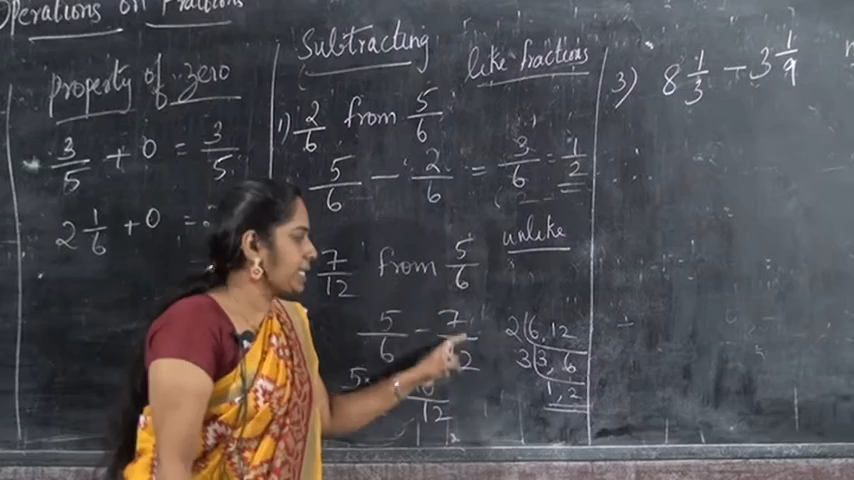 Operations on Fractions
property of zero
3/5 + 0 = 3/5
2 1/6 + 0 =
Subtracting
like fractions
1) 2/6 from 5/6
5/6 - 2/6 = 3/6 = 1/2
unlike
7/12 from 5/6
5/6 - 7/12
2 6, 12
3 3, 6
1, 2
3) 8 1/3 - 3 1/9